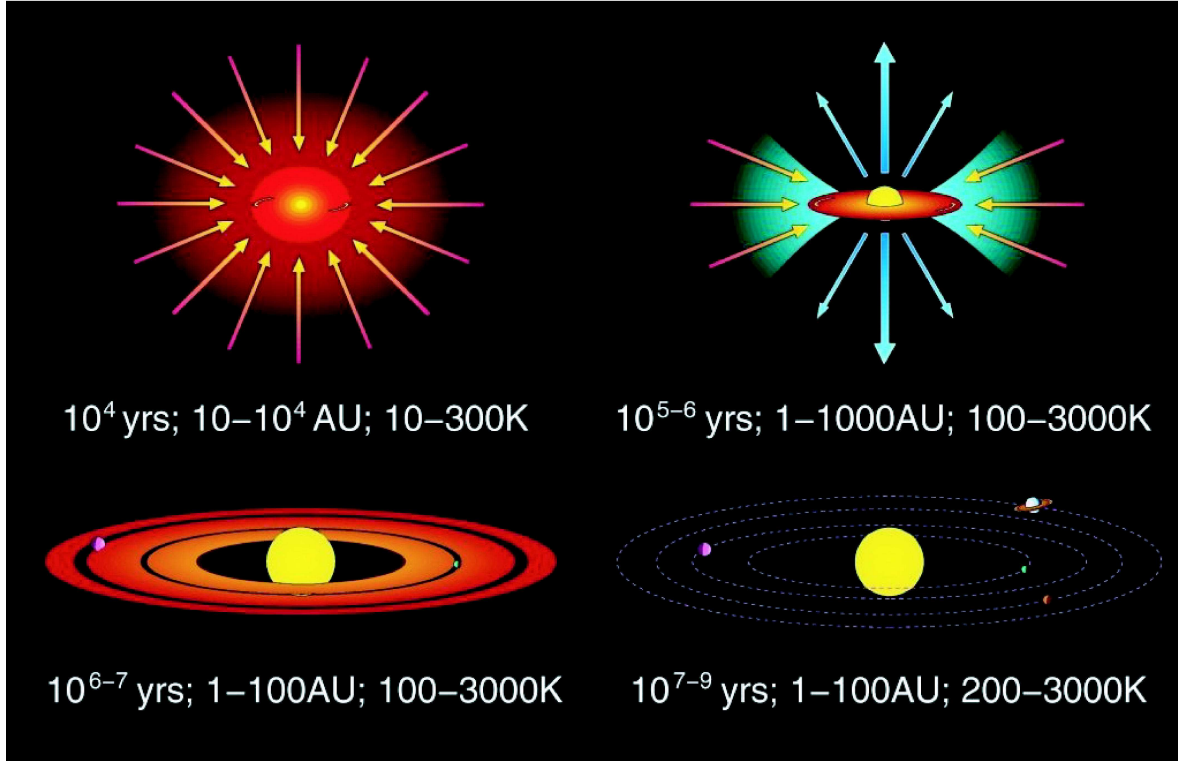 10⁴ yrs; 10–10⁴ AU; 10–300K
10⁵⁻⁶ yrs; 1–1000AU; 100–3000K
10⁶⁻⁷ yrs; 1–100AU; 100–3000K
10⁷⁻⁹ yrs; 1–100AU; 200–3000K